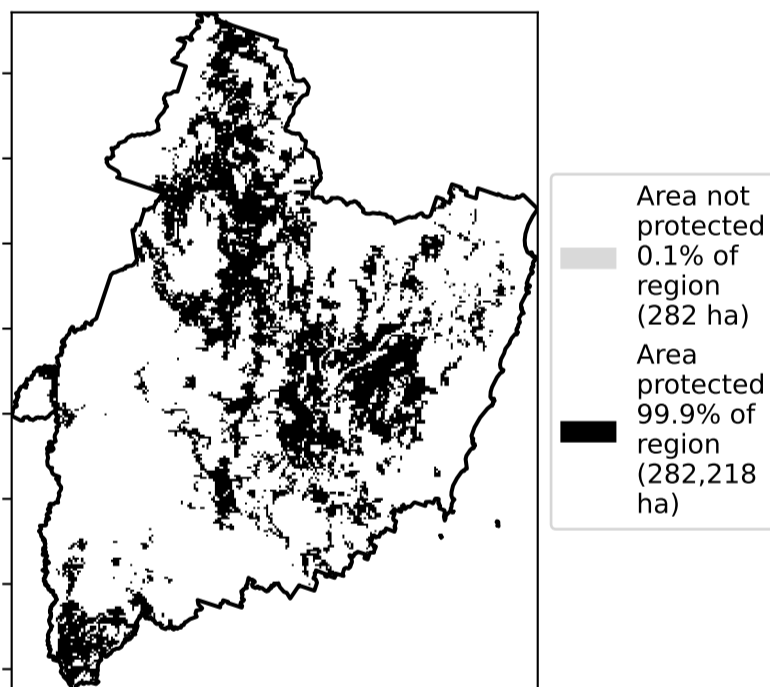 Area not
protected
0.1% of
region
(282 ha)
Area
protected
99.9% of
region
(282,218
ha)